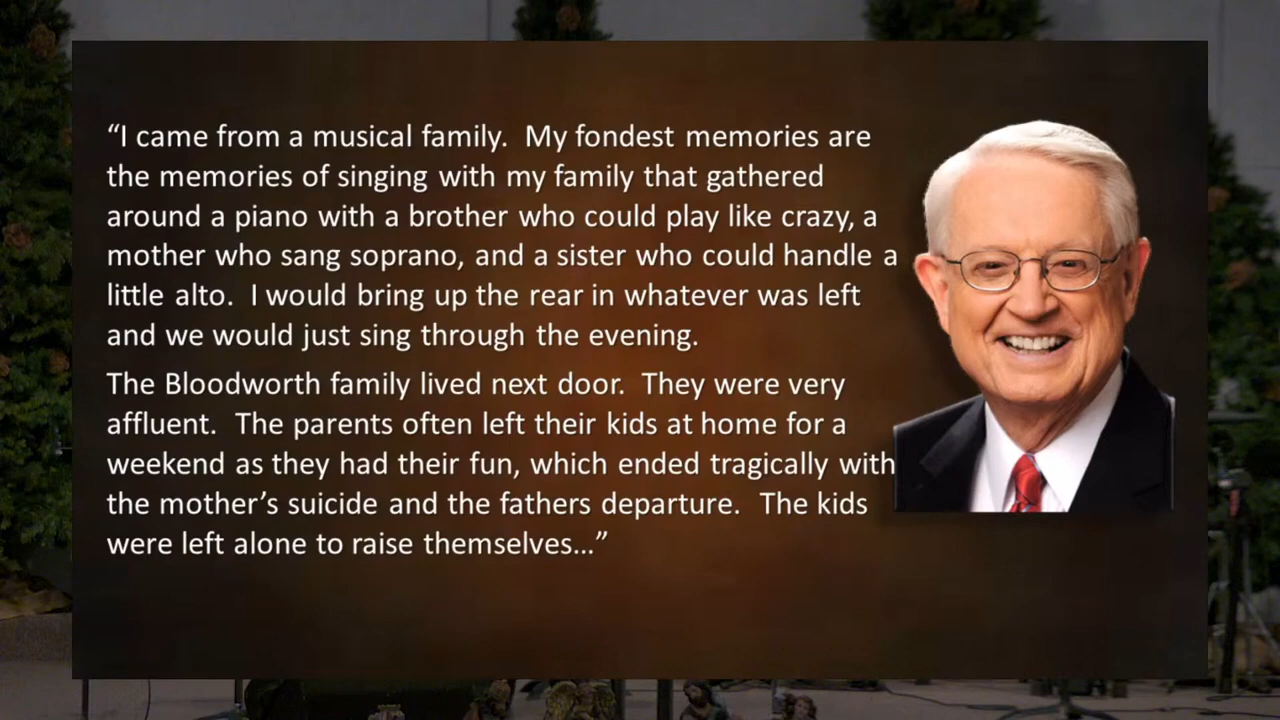 “I came from a musical family.  My fondest memories are
the memories of singing with my family that gathered
around a piano with a brother who could play like crazy, a
mother who sang soprano, and a sister who could handle a
little alto.  I would bring up the rear in whatever was left
and we would just sing through the evening.
The Bloodworth family lived next door.  They were very
affluent.  The parents often left their kids at home for a
weekend as they had their fun, which ended tragically with
the mother’s suicide and the fathers departure.  The kids
were left alone to raise themselves…”